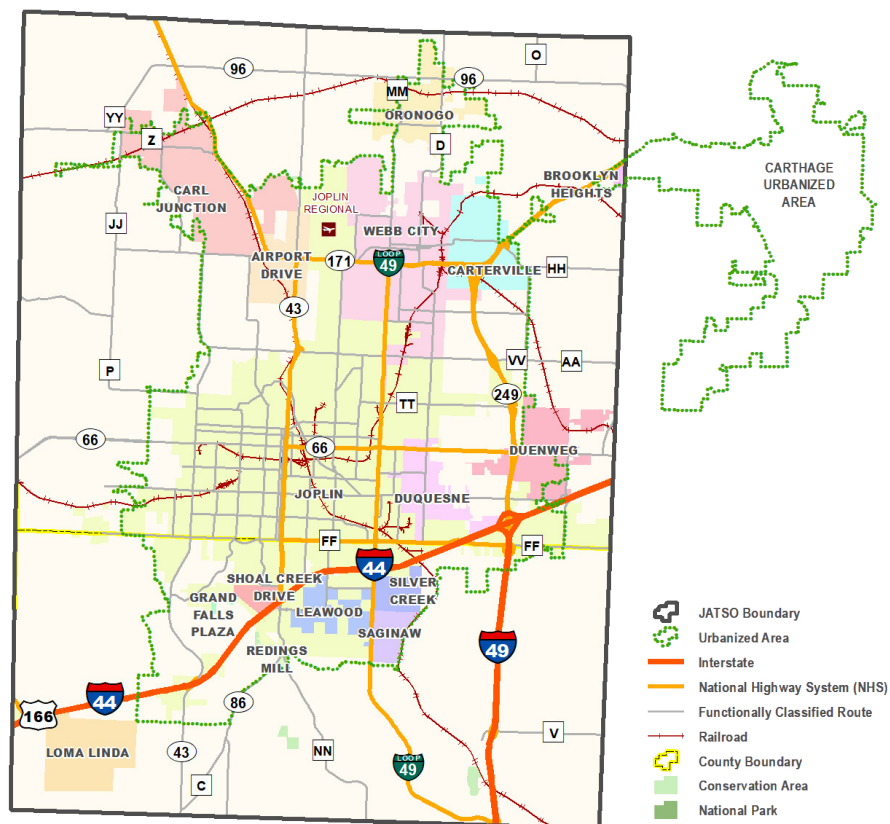 O
96
96
MM
ORONOGO
YY
Z
D
CARL
JUNCTION
JOPLIN
REGIONAL
BROOKLYN
HEIGHTS
CARTHAGE
URBANIZED
AREA
JJ
WEBB CITY
AIRPORT
DRIVE
171
LOOP
49
CARTERVILLE
HH
43
P
VV
AA
249
TT
66
66
DUENWEG
JOPLIN
DUQUESNE
FF
FF
44
SHOAL CREEK
DRIVE
SILVER
CREEK
GRAND
FALLS
PLAZA
LEAWOOD
SAGINAW
REDINGS
MILL
49
44
166
86
43
NN
V
LOMA LINDA
C
LOOP
49
JATSO Boundary
Urbanized Area
Interstate
National Highway System (NHS)
Functionally Classified Route
Railroad
County Boundary
Conservation Area
National Park